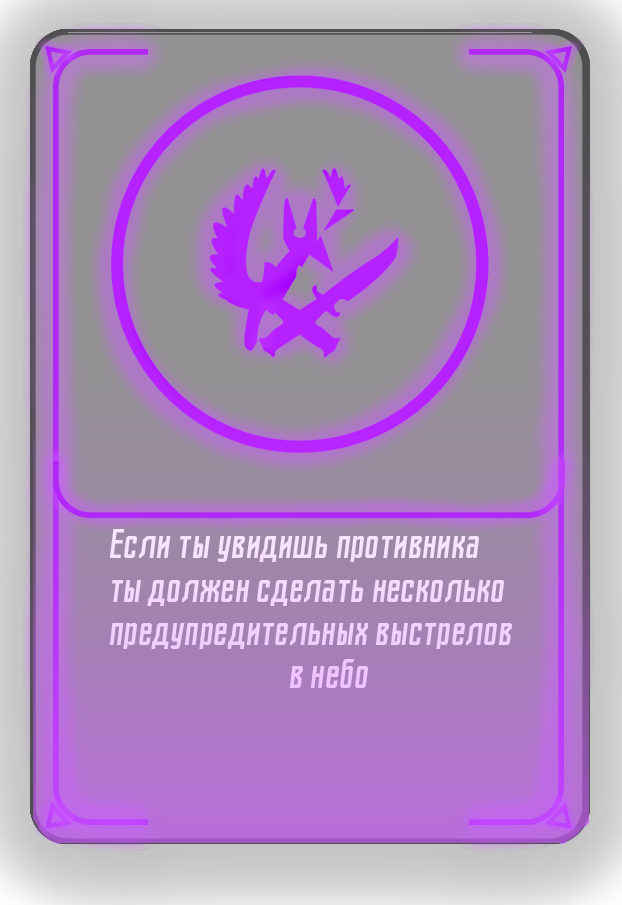 Если ты увидишь противника
ты должен сделать несколько
предупредительных выстрелов
в небо